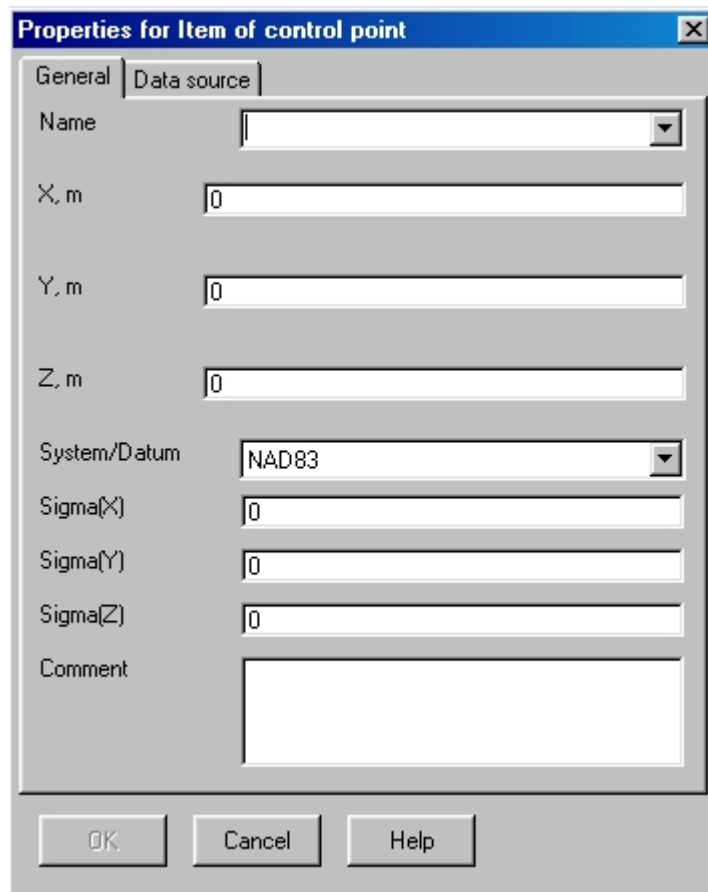 Properties for Item of control point
General Data source
Name
X, m 0
Y, m 0
Z, m 0
System/Datum NAD83
Sigma(X) 0
Sigma(Y) 0
Sigma(Z) 0
Comment
OK Cancel Help